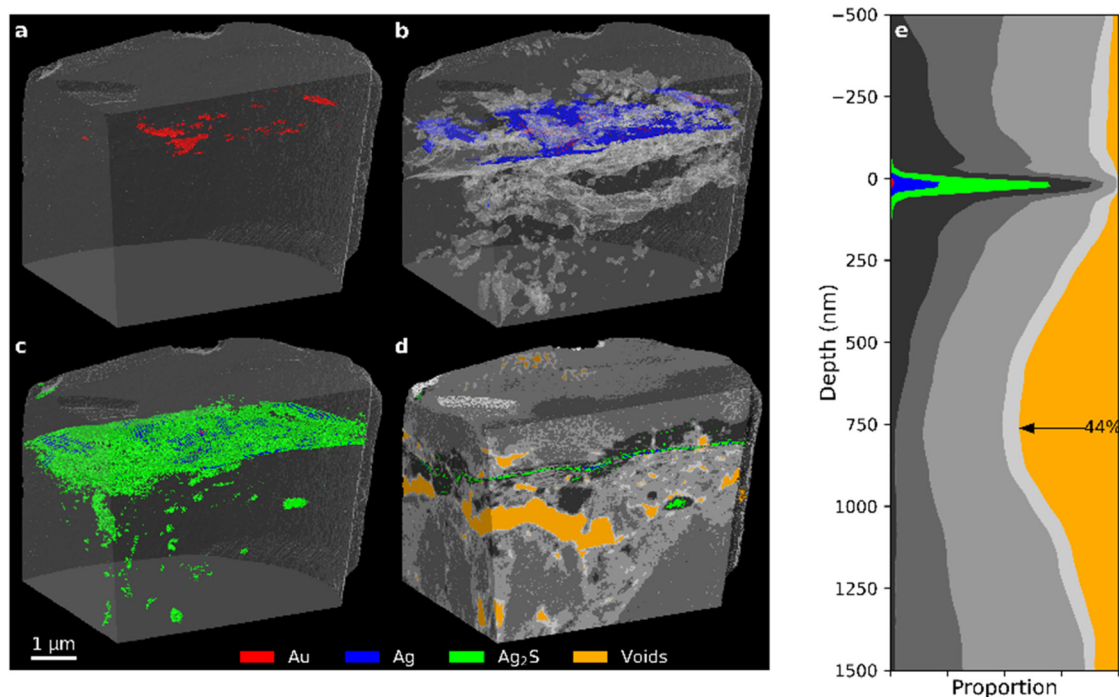 a
b
c
d
1 μm
Au
Ag
Ag₂S
Voids
e
−500
−250
0
250
500
750
1000
1250
1500
Depth (nm)
44%
Proportion